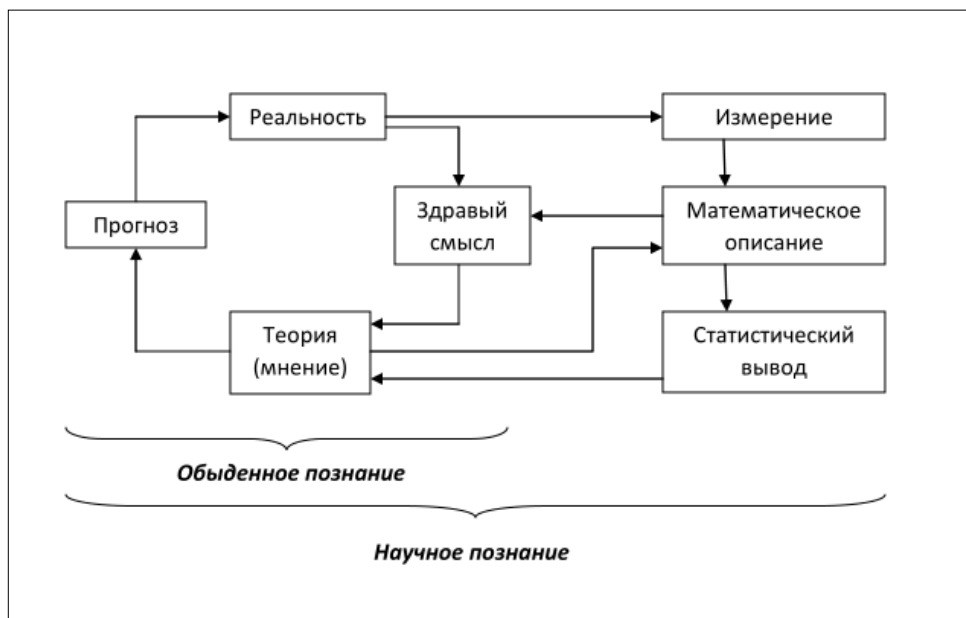 Реальность
Измерение
Прогноз
Здравый
смысл
Математическое
описание
Теория
(мнение)
Статистический
вывод
Обыденное познание
Научное познание